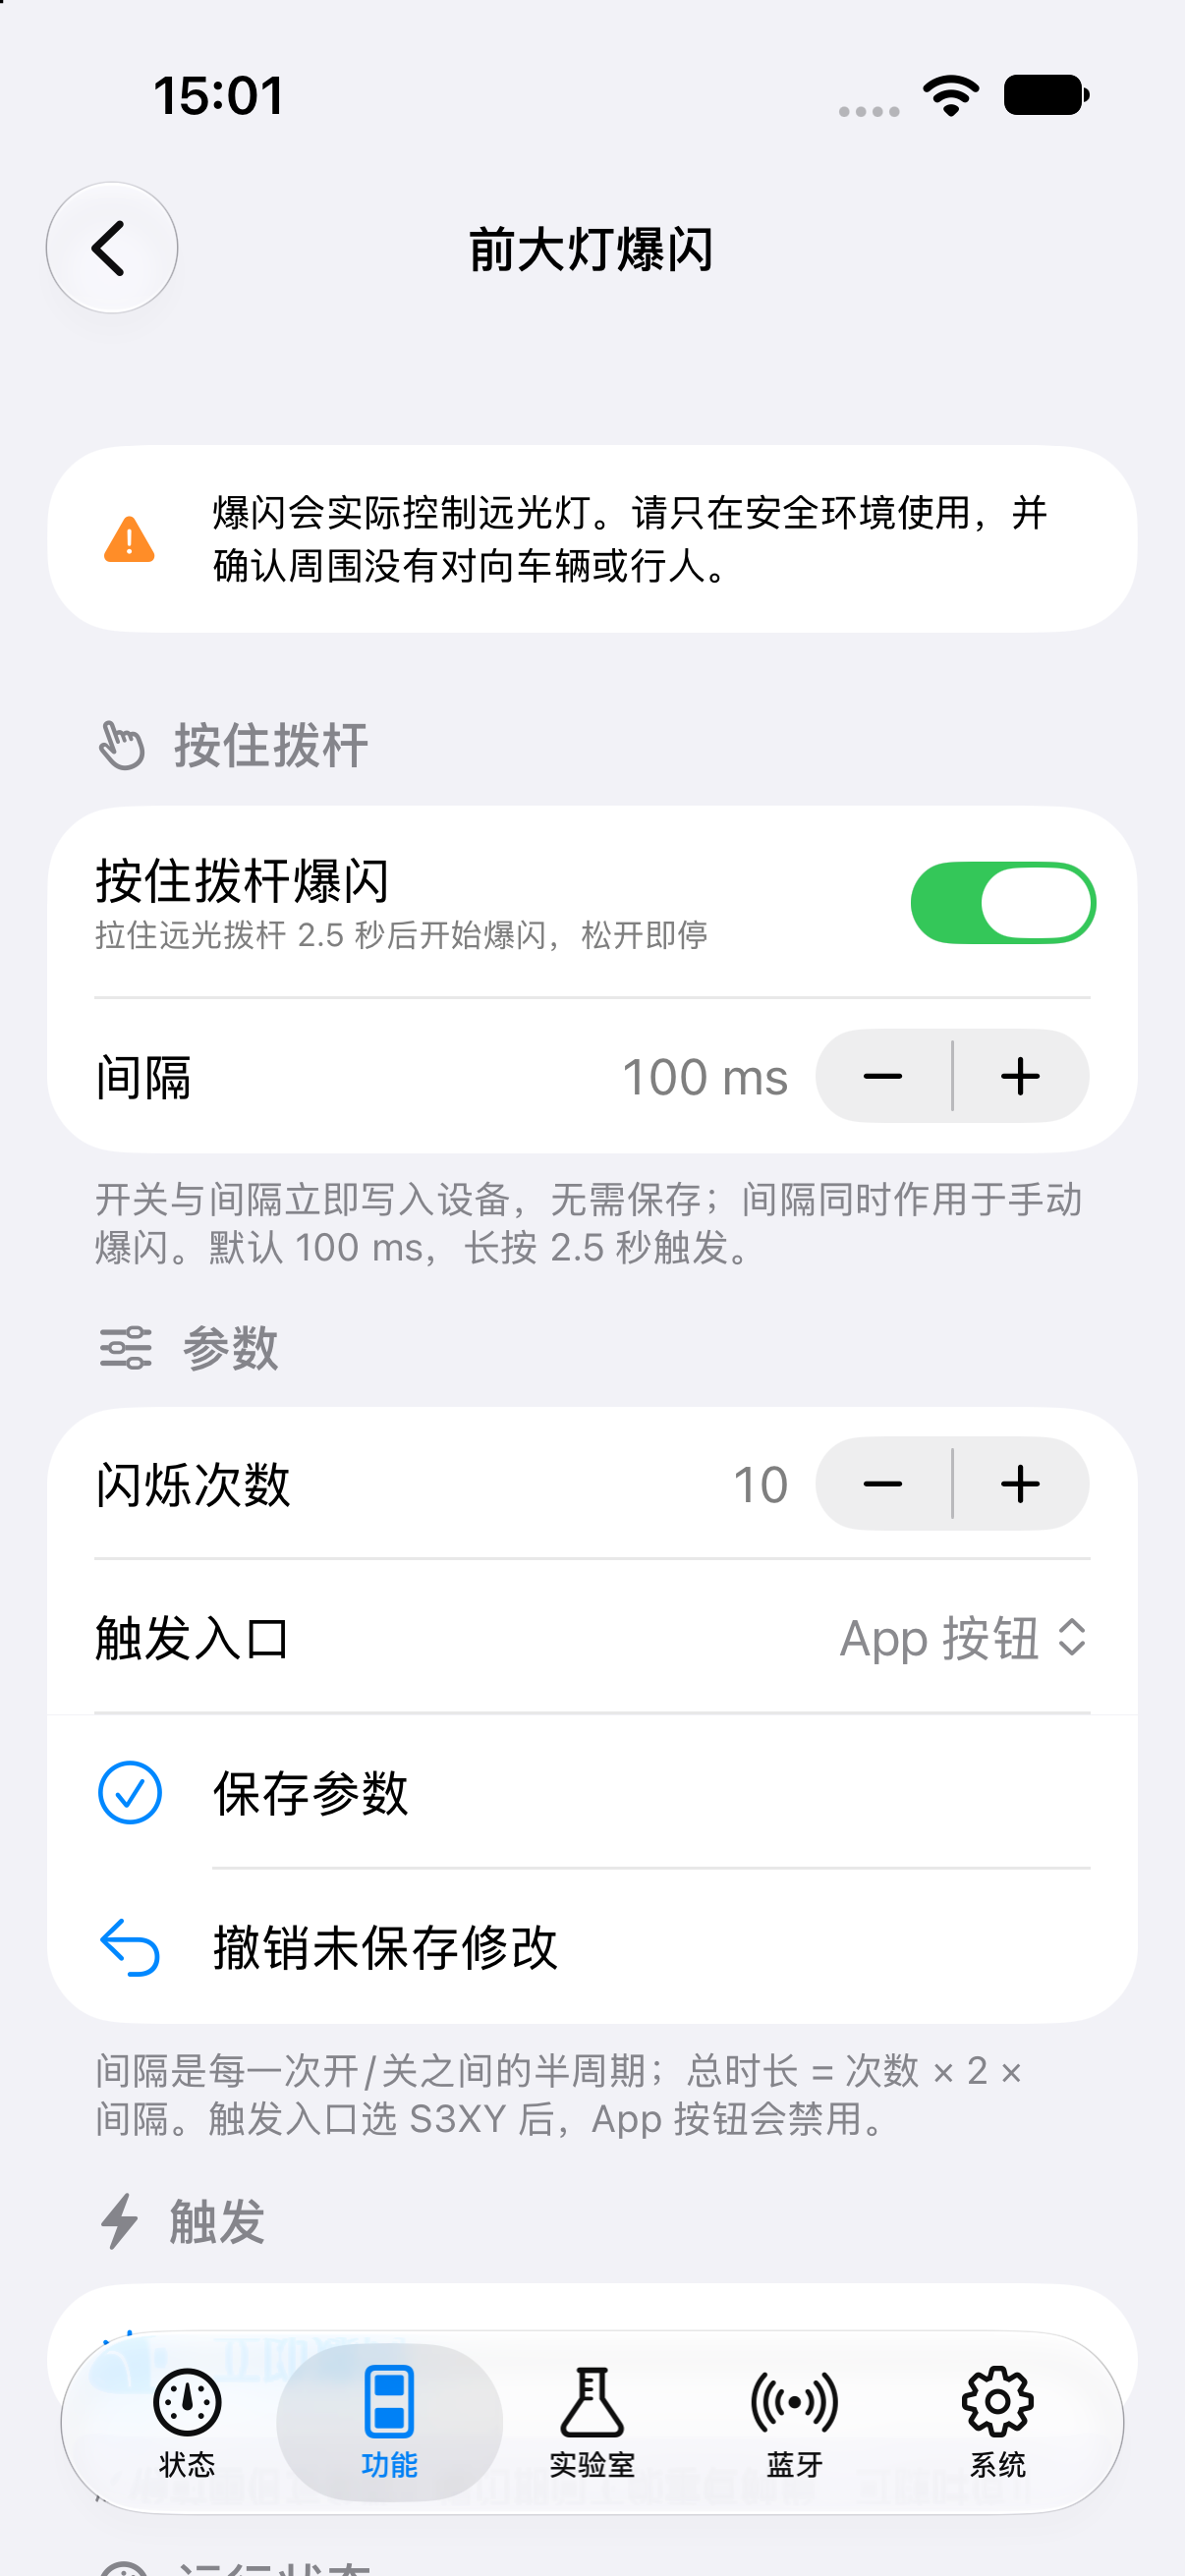 15:01
前大灯爆闪
爆闪会实际控制远光灯。请只在安全环境使用，并
确认周围没有对向车辆或行人。
按住拨杆
按住拨杆爆闪
拉住远光拨杆 2.5 秒后开始爆闪，松开即停
间隔 100 ms
开关与间隔立即写入设备，无需保存；间隔同时作用于手动
爆闪。默认 100 ms，长按 2.5 秒触发。
参数
闪烁次数 10
触发入口 App 按钮
保存参数
撤销未保存修改
间隔是每一次开/关之间的半周期；总时长 = 次数 × 2 ×
间隔。触发入口选 S3XY 后，App 按钮会禁用。
触发
状态 功能 实验室 蓝牙 系统
运行状态